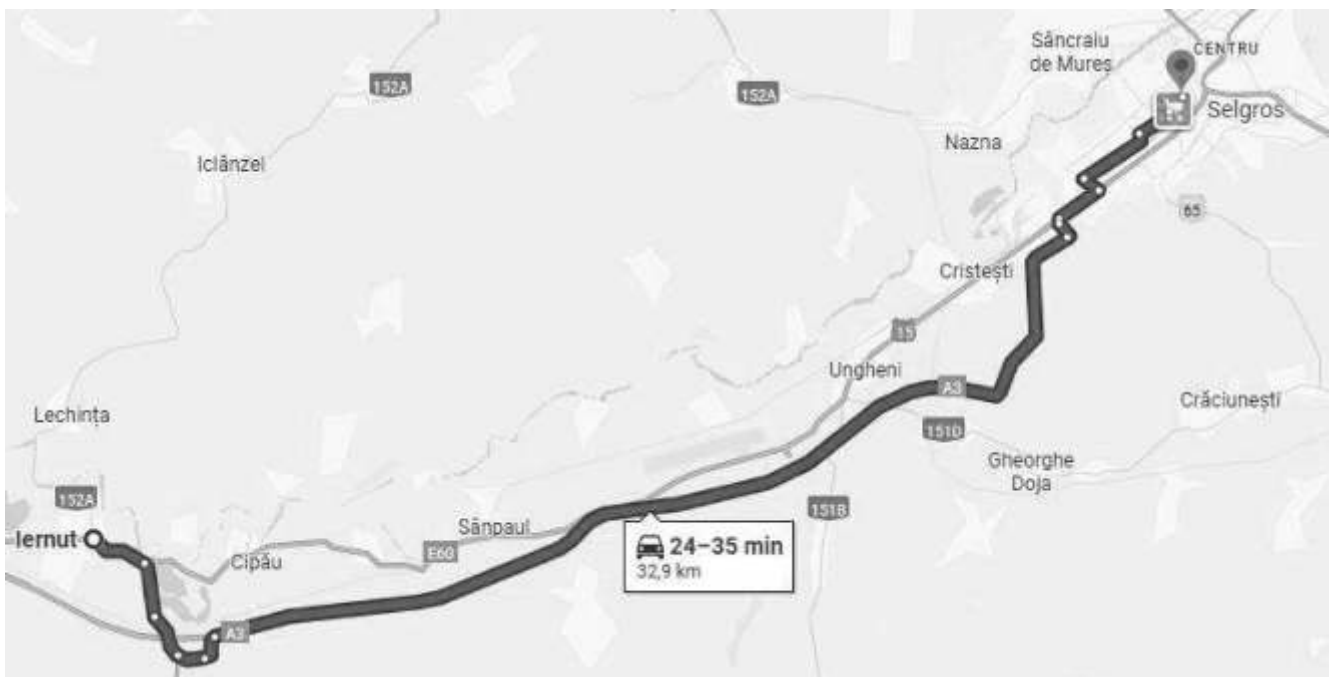 Sâncraiu
de Mureș
CENTRU
Selgros
152A
152A
Nazna
Iclănzel
65
Cristești
15
Ungheni
A3
Crăciunești
Lechința
151D
Gheorghe
Doja
152A
Sânpaul
151B
Iernut
E60
24–35 min
32,9 km
Cipău
A3